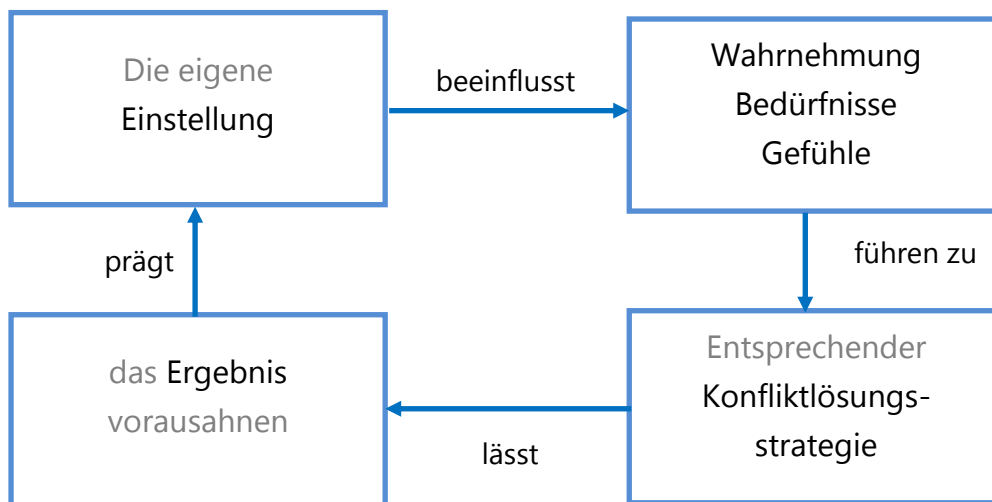 Die eigene
Einstellung
beeinflusst
Wahrnehmung
Bedürfnisse
Gefühle
führen zu
Entsprechender
Konfliktlösungs-
strategie
lässt
das Ergebnis
vorausahnen
prägt